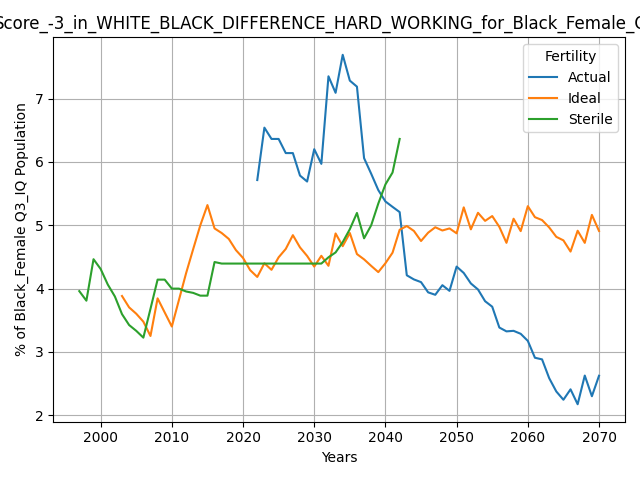 Score_-3_in_WHITE_BLACK_DIFFERENCE_HARD_WORKING_for_Black_Female_
Fertility
Actual
Ideal
Sterile
% of Black_Female Q3_IQ Population
7
6
5
4
3
2
2000 2010 2020 2030 2040 2050 2060 2070
Years